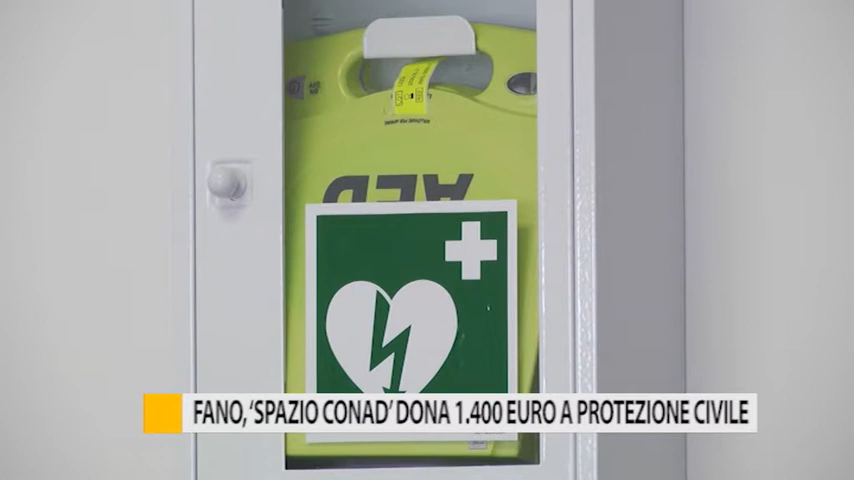 AED
FANO, ‘SPAZIO CONAD’ DONA 1.400 EURO A PROTEZIONE CIVILE